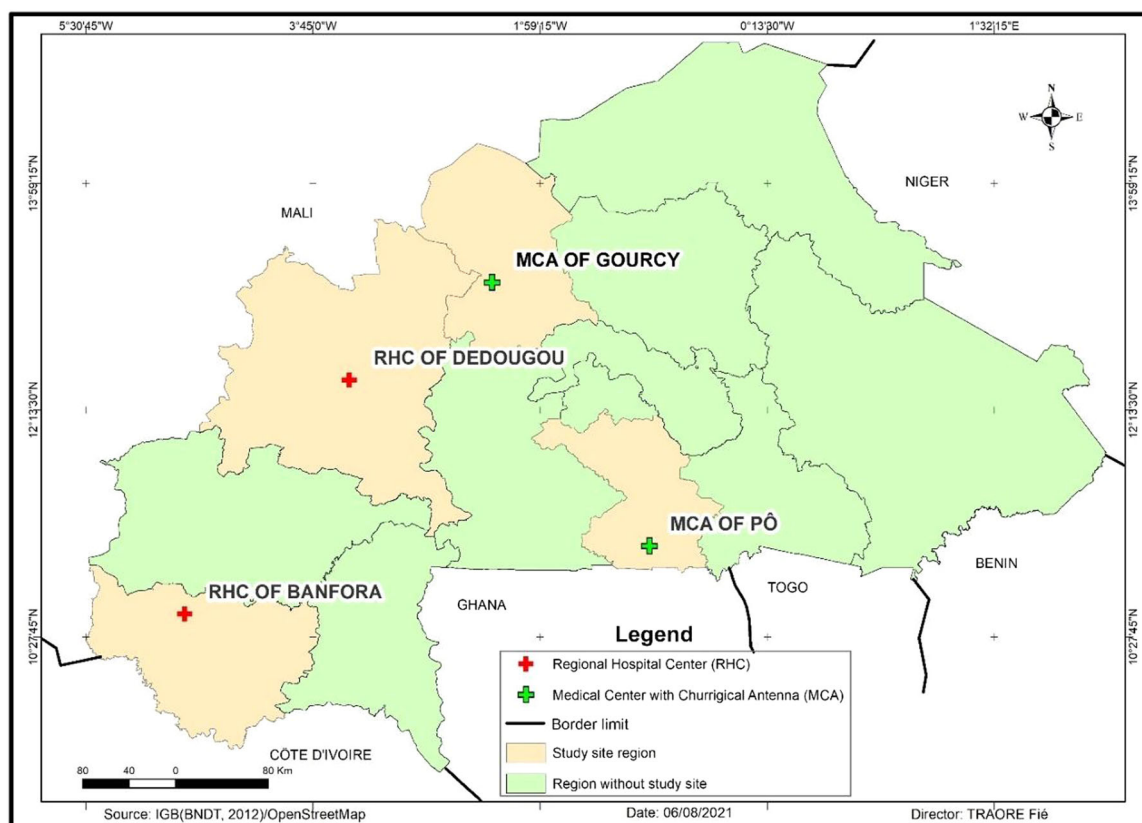 5°30'45"W 3°45'0"W 1°59'15"W 0°13'30"W 1°32'15"E
N
W E
S
13°59'15"N 13°59'15"N
NIGER
MALI
MCA OF GOURCY
RHC OF DEDOUGOU
12°13'30"N 12°13'30"N
MCA OF PÔ
BENIN
RHC OF BANFORA
TOGO
GHANA
10°27'45"N 10°27'45"N
Legend
Regional Hospital Center (RHC)
Medical Center with Churrigical Antenna (MCA)
Border limit
Study site region
Region without study site
CÔTE D'IVOIRE
80 40 0 80 Km
Source: IGB(BNDT, 2012)/OpenStreetMap Date: 06/08/2021 Director: TRAORE Fié